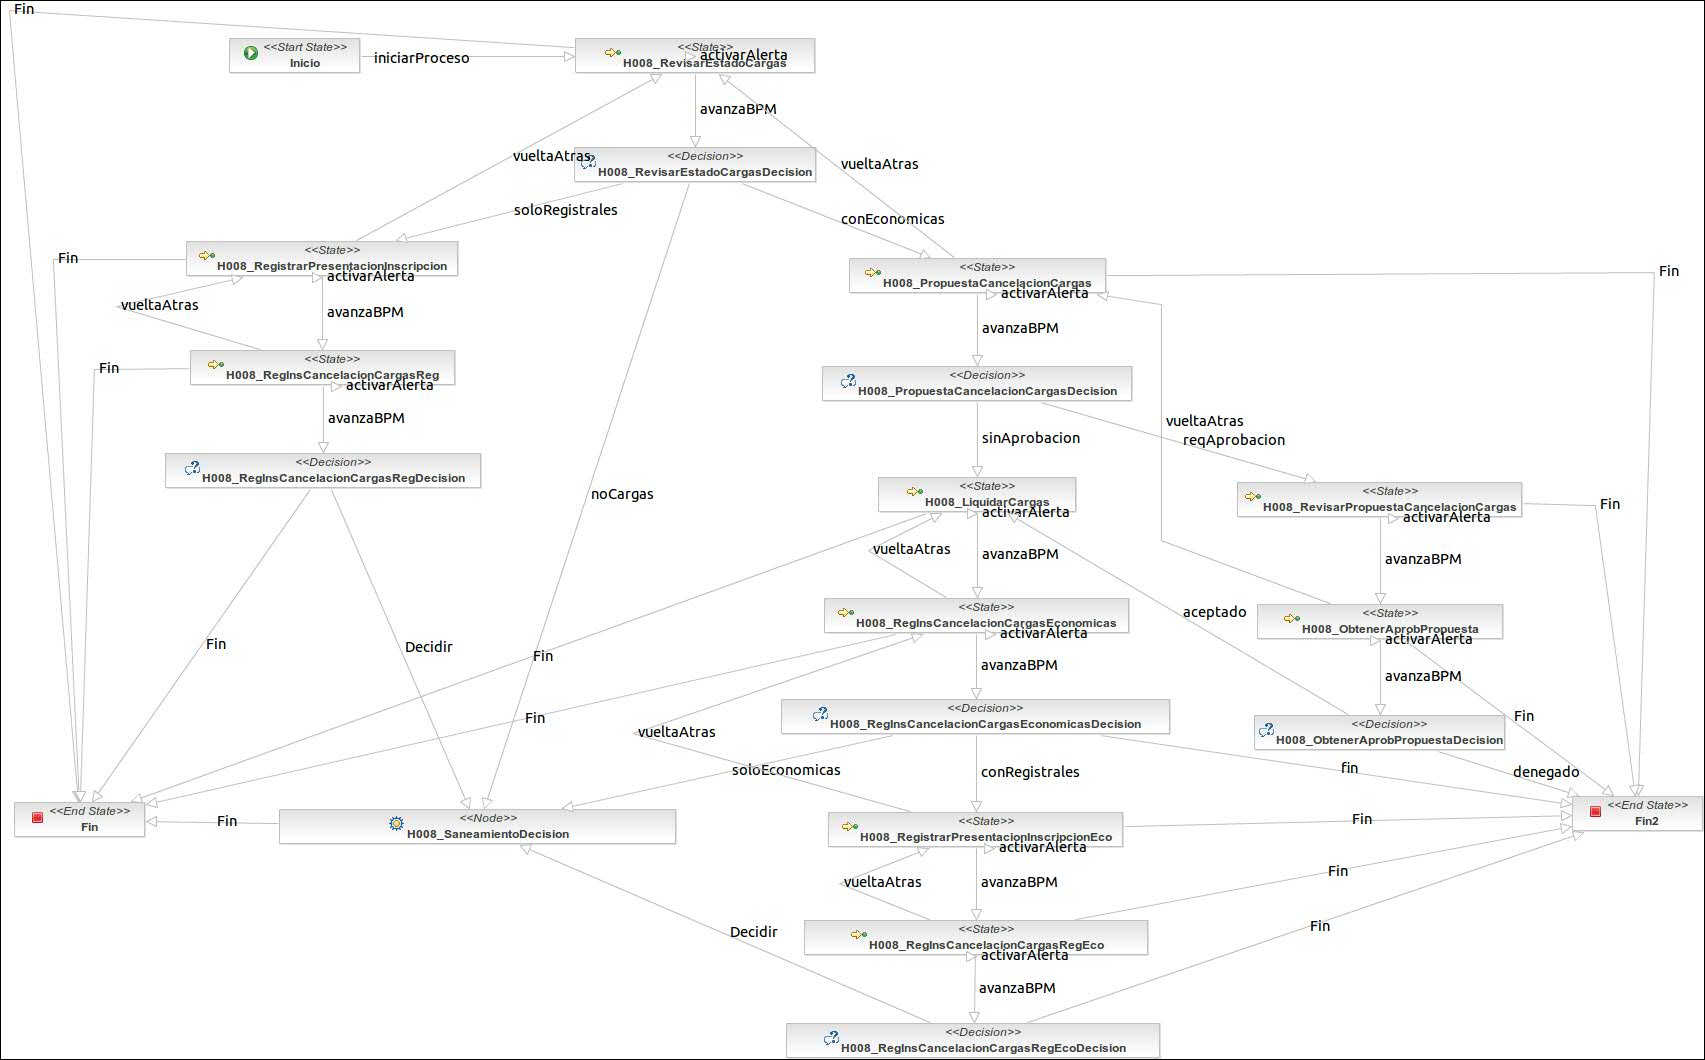 Fin
<<Start State>>
Inicio
iniciarProceso
<<State>>
activarAlerta
H008_RevisarEstadoCargas
avanzaBPM
vueltaAtras
<<Decision>>
H008_RevisarEstadoCargasDecision
vueltaAtras
soloRegistrales
conEconomicas
<<State>>
H008_RegistrarPresentacionInscripcion
activarAlerta
Fin
<<State>>
H008_PropuestaCancelacionCargas
activarAlerta
Fin
vueltaAtras
avanzaBPM
avanzaBPM
<<State>>
H008_RegInsCancelacionCargasReg
activarAlerta
Fin
<<Decision>>
H008_PropuestaCancelacionCargasDecision
avanzaBPM
vueltaAtras
reqAprobacion
sinAprobacion
<<Decision>>
H008_RegInsCancelacionCargasRegDecision
noCargas
<<State>>
H008_LiquidarCargas
activarAlerta
<<State>>
H008_RevisarPropuestaCancelacionCargas
activarAlerta
Fin
vueltaAtras
avanzaBPM
avanzaBPM
<<State>>
H008_RegInsCancelacionCargasEconomicas
activarAlerta
aceptado
<<State>>
H008_ObtenerAprobPropuesta
activarAlerta
Fin
Decidir
Fin
avanzaBPM
avanzaBPM
<<Decision>>
H008_RegInsCancelacionCargasEconomicasDecision
Fin
<<Decision>>
H008_ObtenerAprobPropuestaDecision
Fin
vueltaAtras
soloEconomicas
conRegistrales
fin
denegado
<<End State>>
Fin
Fin
<<Node>>
H008_SaneamientoDecision
<<State>>
H008_RegistrarPresentacionInscripcionEco
activarAlerta
Fin
<<End State>>
Fin2
vueltaAtras
avanzaBPM
Fin
<<State>>
H008_RegInsCancelacionCargasRegEco
activarAlerta
Decidir
Fin
avanzaBPM
<<Decision>>
H008_RegInsCancelacionCargasRegEcoDecision